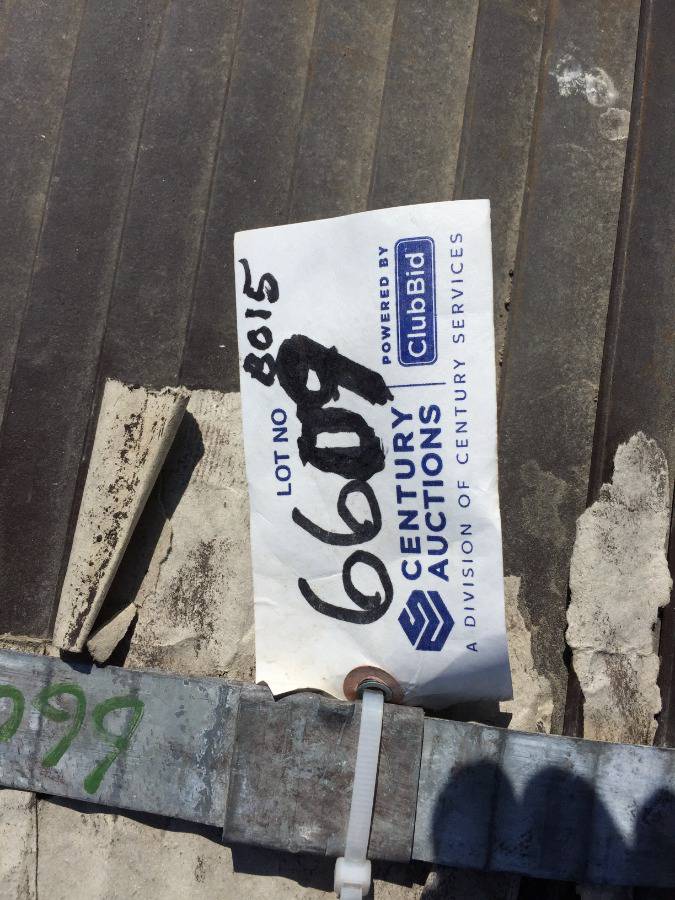 8015
LOT NO
6609
CENTURY
AUCTIONS
POWERED BY
ClubBid
A DIVISION OF CENTURY SERVICES